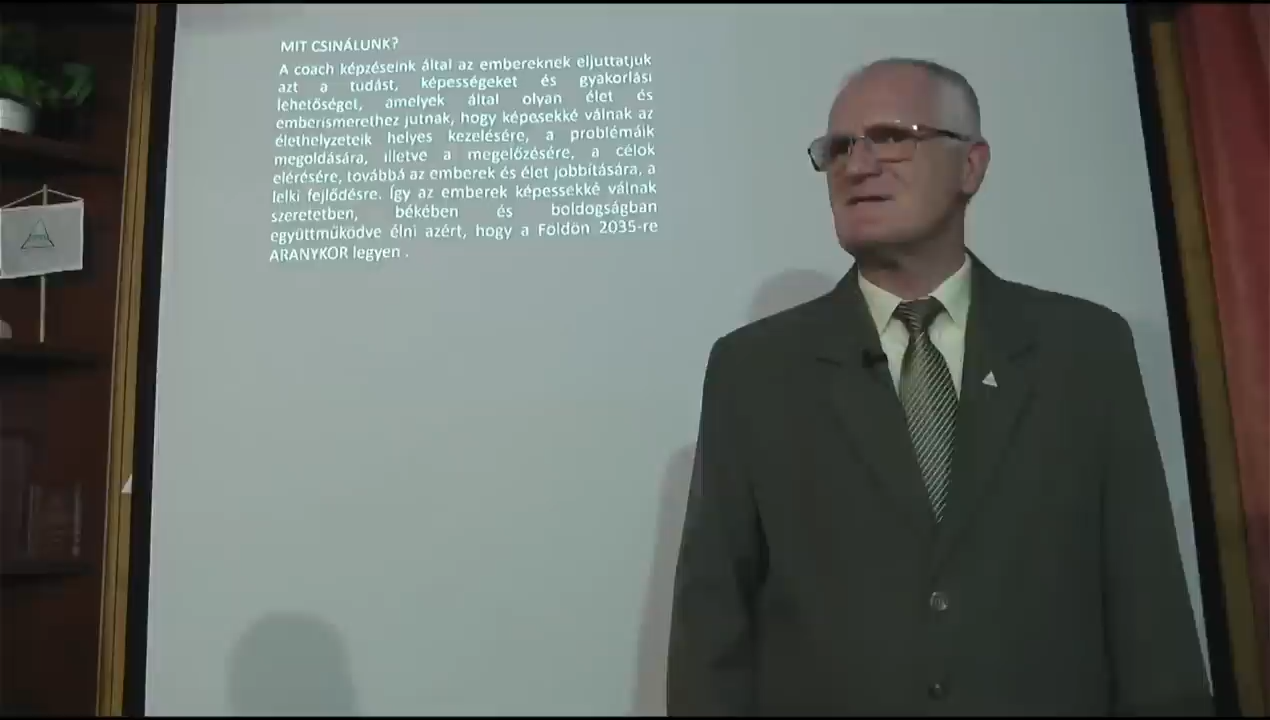 MIT CSINÁLUNK?
A coach képzéseink által az embereknek eljuttatjuk
azt a tudást, képességeket és gyakorlási
lehetőséget, amelyek által olyan élet és
emberismerethez jutnak, hogy képesekké válnak az
élethelyzeteik helyes kezelésére, a problémáik
megoldására, illetve a megelőzésére, a célok
elérésére, továbbá az emberek és élet jobbítására, a
lelki fejlődésre. Így az emberek képessekké válnak
szeretetben, békében és boldogságban
együttműködve élni azért, hogy a Földön 2035-re
ARANYKOR legyen .